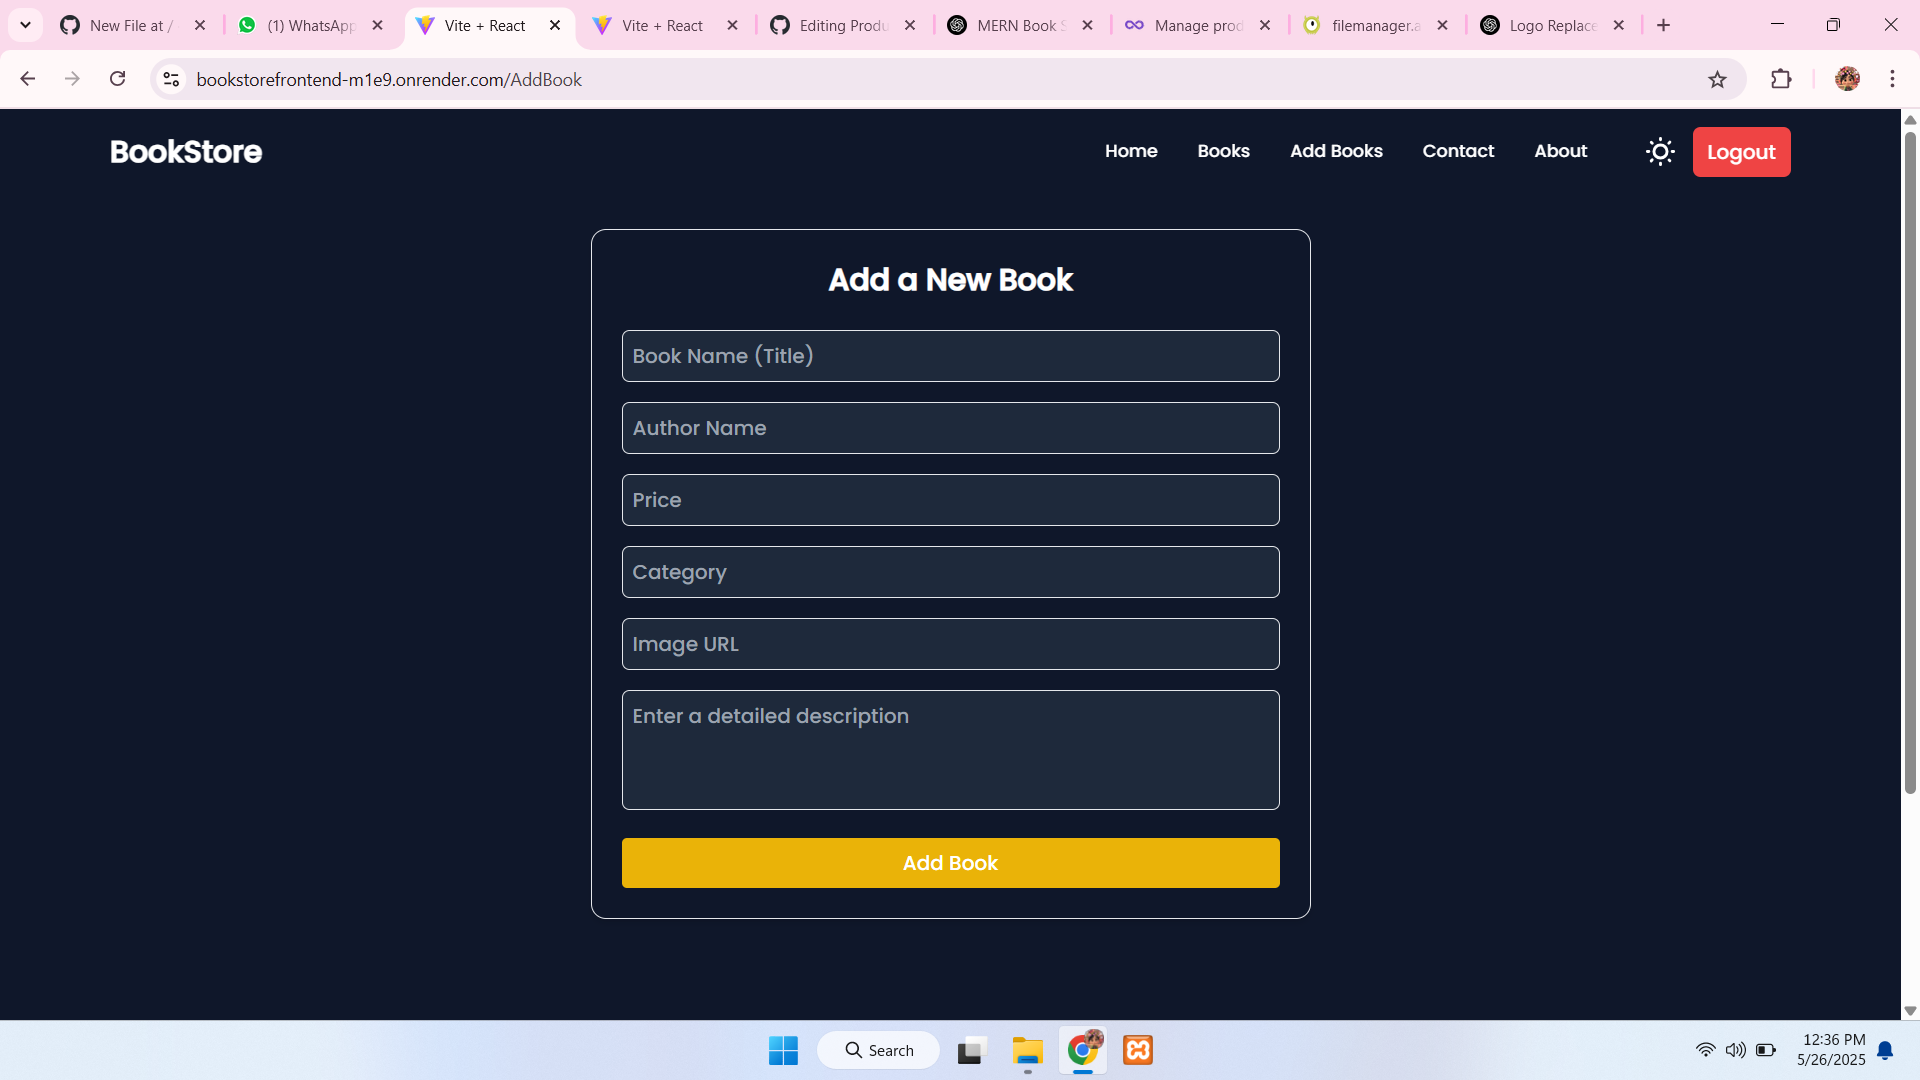 New File at /
(1) WhatsApp
Vite + React
Vite + React
Editing Produ
MERN Book S
Manage prod
filemanager.a
Logo Replace
bookstorefrontend-m1e9.onrender.com/AddBook
BookStore
Home
Books
Add Books
Contact
About
Logout
Add a New Book
Book Name (Title)
Author Name
Price
Category
Image URL
Enter a detailed description
Add Book
Search
12:36 PM
5/26/2025